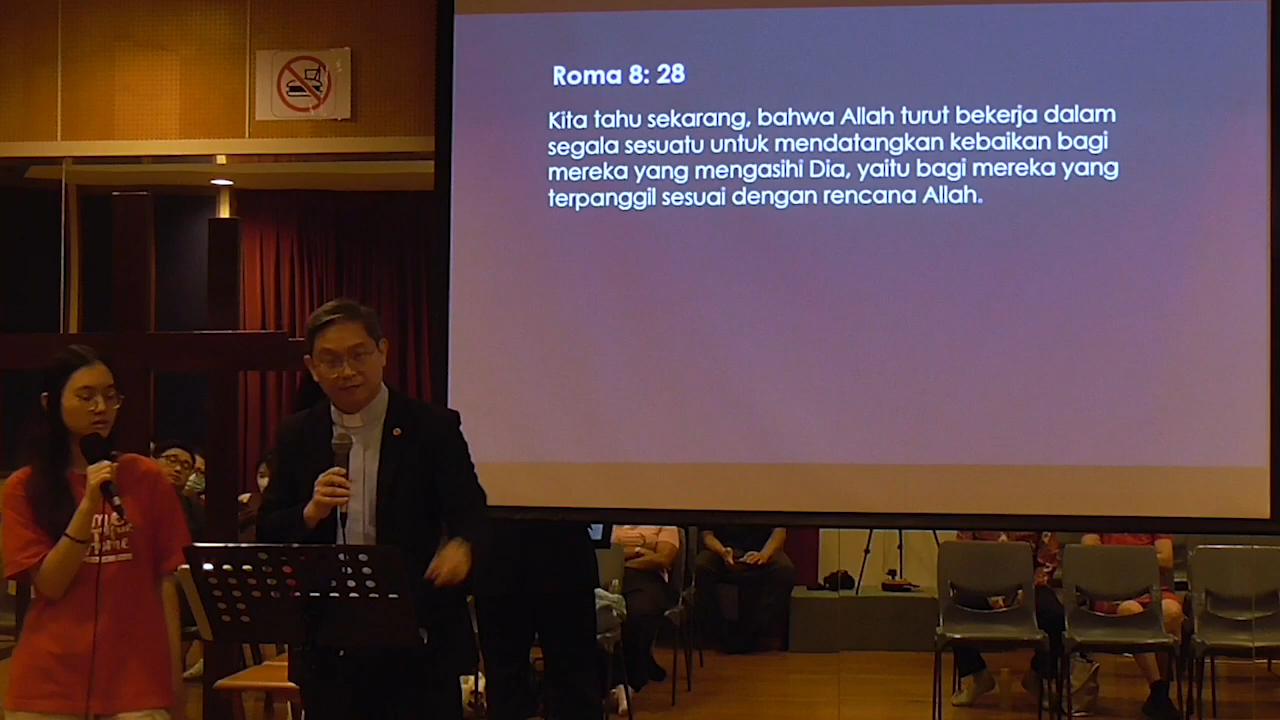 Roma 8: 28
Kita tahu sekarang, bahwa Allah turut bekerja dalam
segala sesuatu untuk mendatangkan kebaikan bagi
mereka yang mengasihi Dia, yaitu bagi mereka yang
terpanggil sesuai dengan rencana Allah.